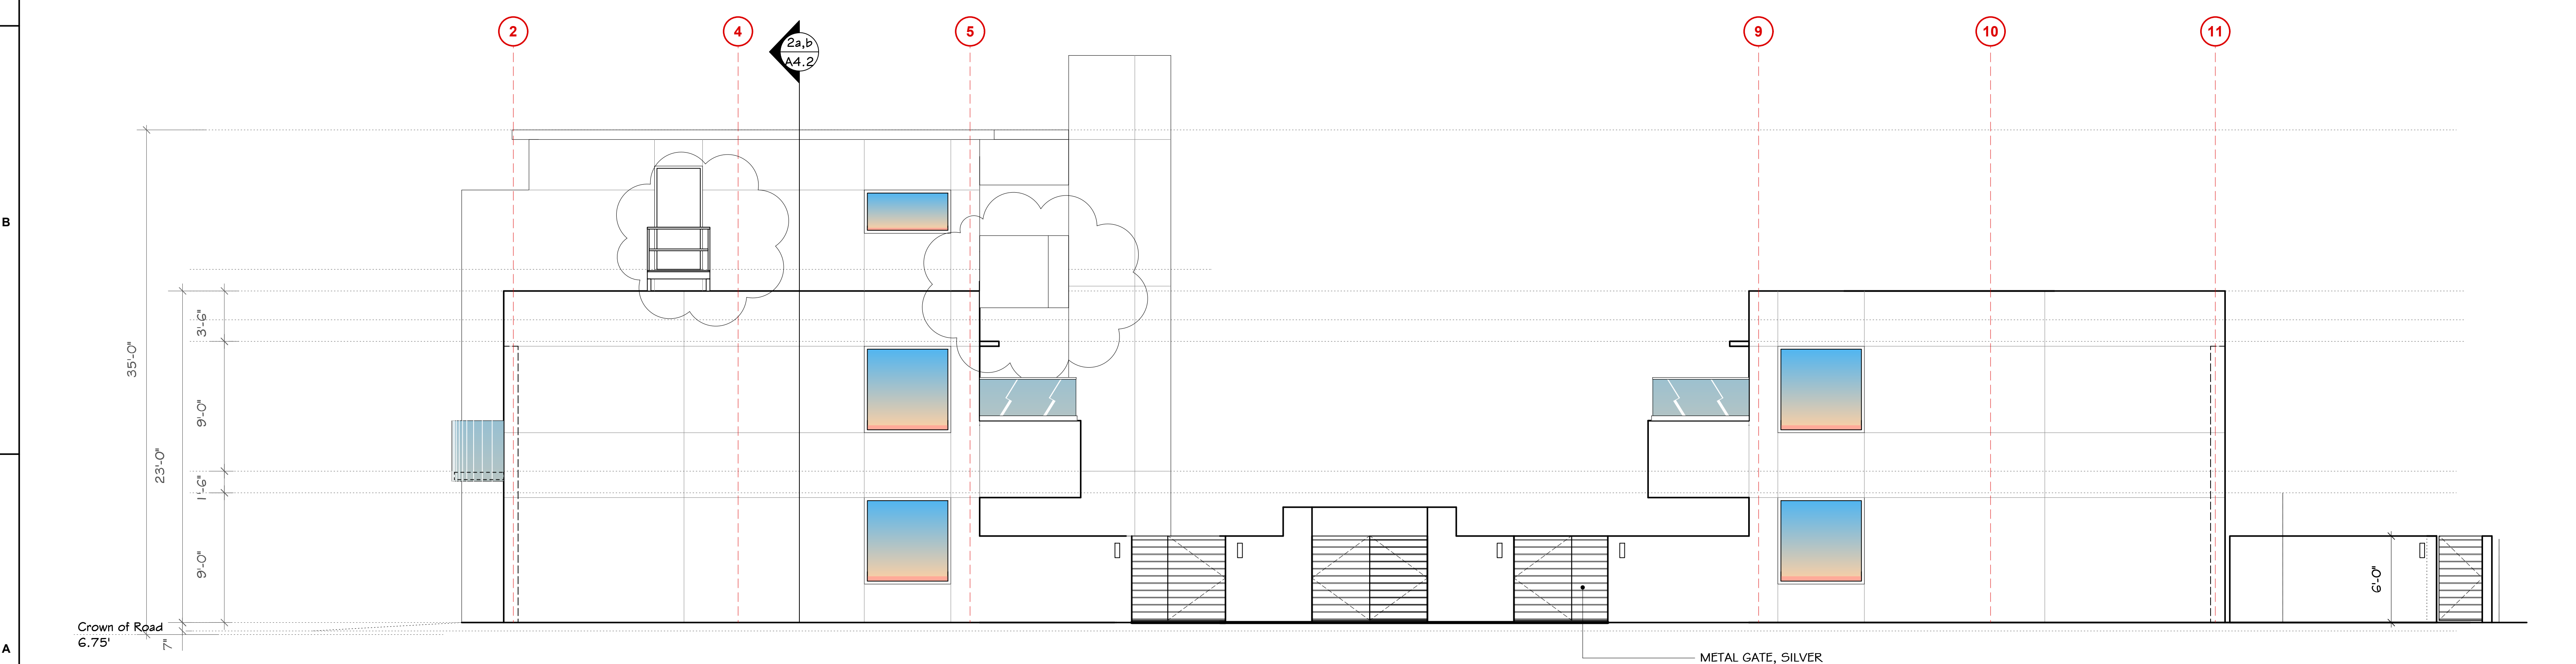 2
4
2a,b
A4.2
5
9
10
11
B
35'-0"
3'-6"
9'-0"
23'-0"
1'-6"
9'-0"
6'-0"
Crown of Road
6.75'
7"
A
METAL GATE, SILVER